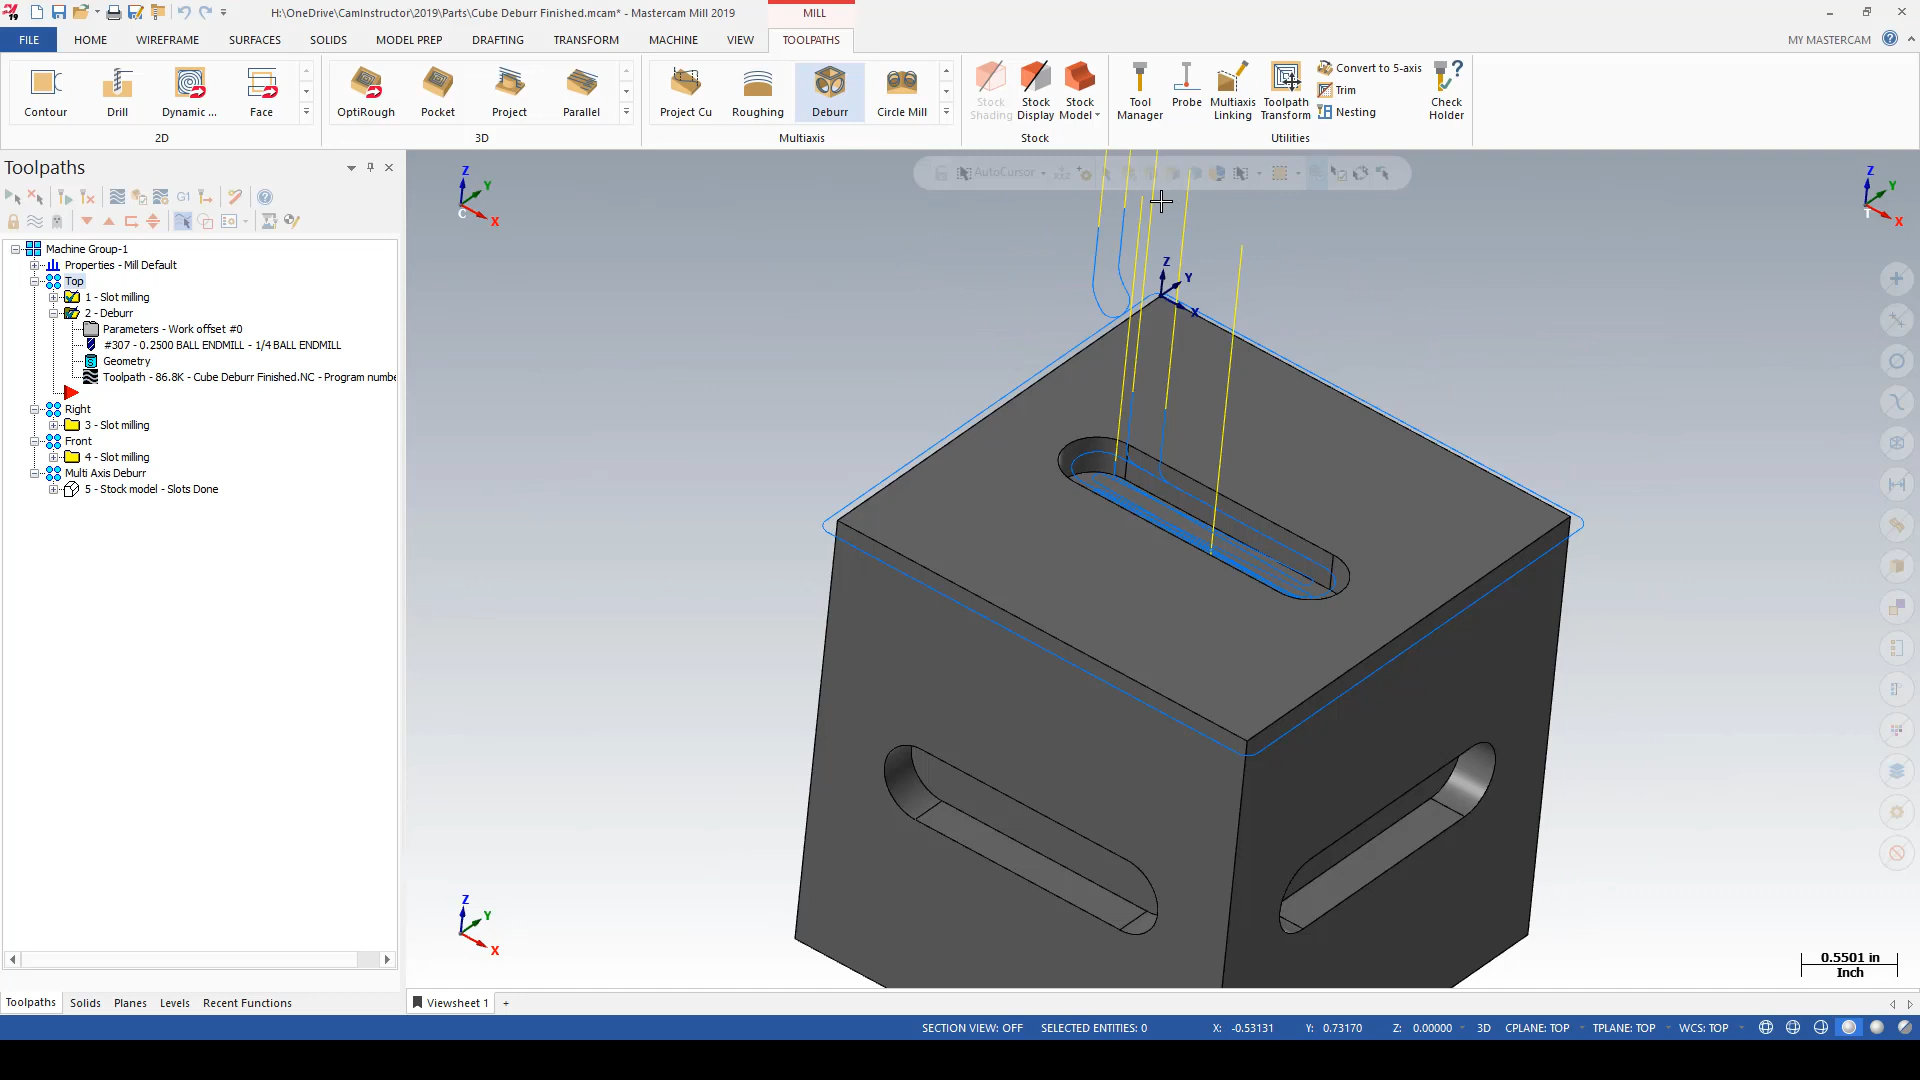 H:\OneDrive\CamInstructor\2019\Parts\Cube Deburr Finished.mcam* - Mastercam Mill 2019
MILL
FILE HOME WIREFRAME SURFACES SOLIDS MODEL PREP DRAFTING TRANSFORM MACHINE VIEW TOOLPATHS MY MASTERCAM
Contour Drill Dynamic ... Face
2D
OptiRough Pocket Project Parallel
3D
Project Cu Roughing Deburr Circle Mill
Multiaxis
Stock Shading Stock Display Stock Model
Stock
Tool Manager Probe Multiaxis Linking Toolpath Transform Convert to 5-axis Trim Nesting Check Holder
Utilities
Toolpaths
G1
AutoCursor
Machine Group-1
Properties - Mill Default
Top
1 - Slot milling
2 - Deburr
Parameters - Work offset #0
#307 - 0.2500 BALL ENDMILL - 1/4 BALL ENDMILL
Geometry
Toolpath - 86.8K - Cube Deburr Finished.NC - Program numbe
Right
3 - Slot milling
Front
4 - Slot milling
Multi Axis Deburr
5 - Stock model - Slots Done
Z Y X C
Z Y X T
Z Y X
Z Y X
0.5501 in
Inch
Toolpaths Solids Planes Levels Recent Functions
Viewsheet 1 +
SECTION VIEW: OFF SELECTED ENTITIES: 0 X: -0.53131 Y: 0.73170 Z: 0.00000 3D CPLANE: TOP TPLANE: TOP WCS: TOP